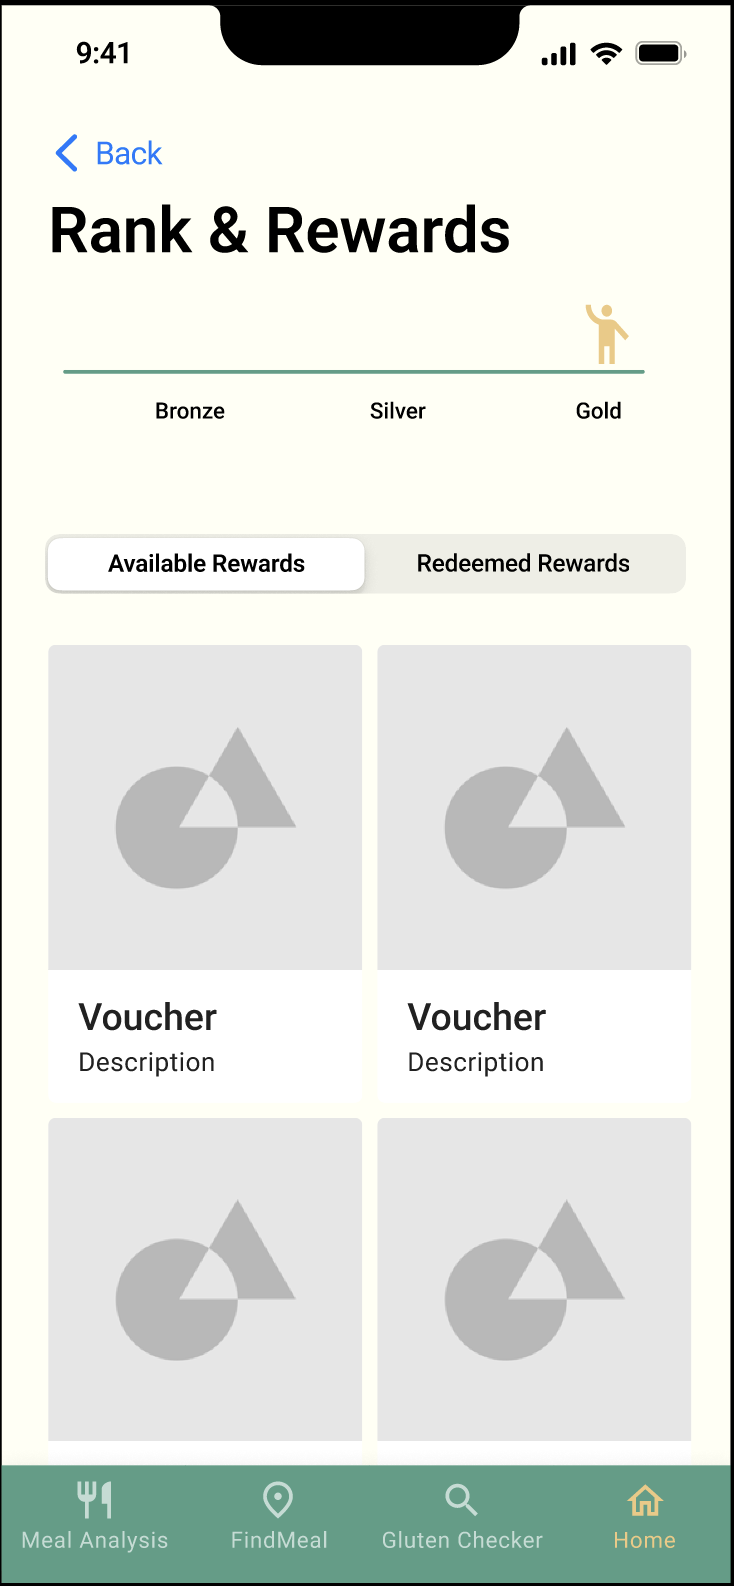 9:41
Back
Rank & Rewards
Bronze Silver Gold
Available Rewards Redeemed Rewards
Voucher Voucher
Description Description
Meal Analysis FindMeal Gluten Checker Home